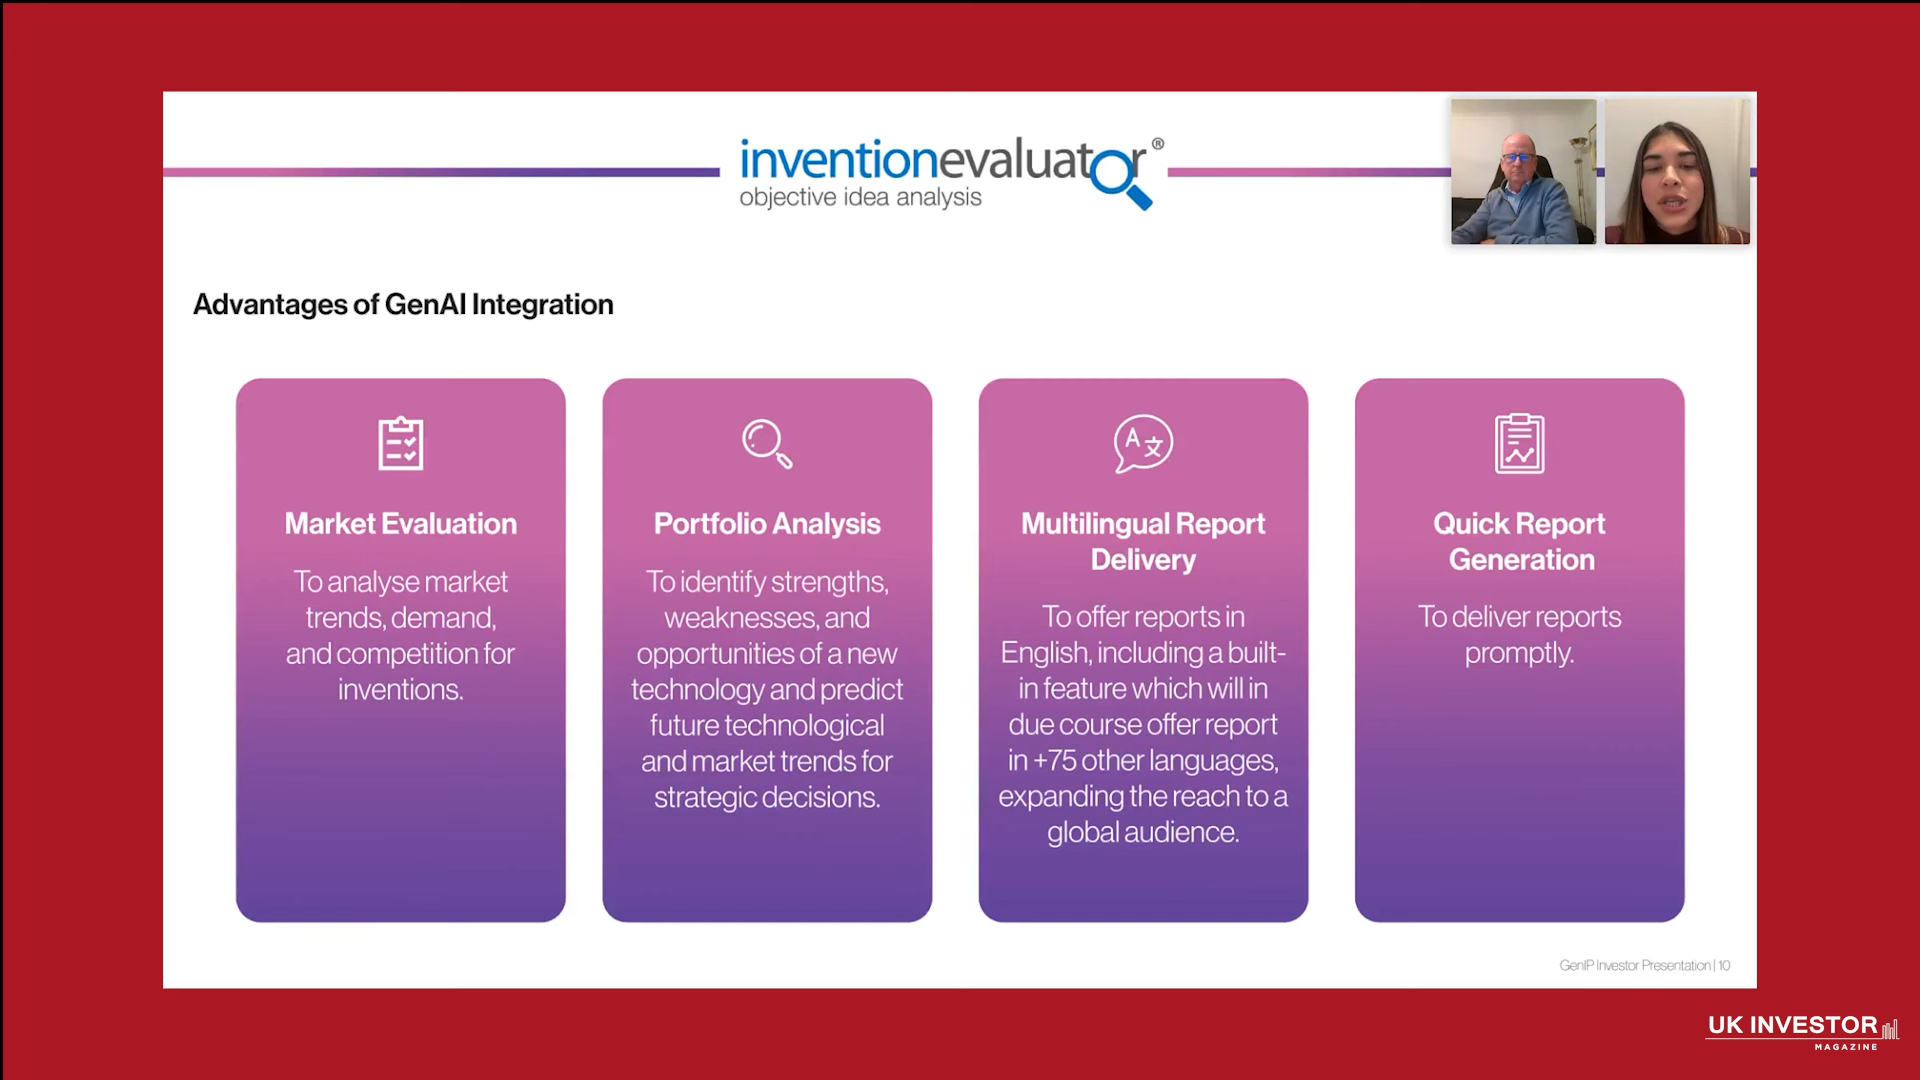 inventionevaluator®
objective idea analysis
Advantages of GenAI Integration
Market Evaluation
To analyse market
trends, demand,
and competition for
inventions.
Portfolio Analysis
To identify strengths,
weaknesses, and
opportunities of a new
technology and predict
future technological
and market trends for
strategic decisions.
A文
Multilingual Report
Delivery
To offer reports in
English, including a built-
in feature which will in
due course offer report
in +75 other languages,
expanding the reach to a
global audience.
Quick Report
Generation
To deliver reports
promptly.
GenIP Investor Presentation | 10
UK INVESTOR
MAGAZINE